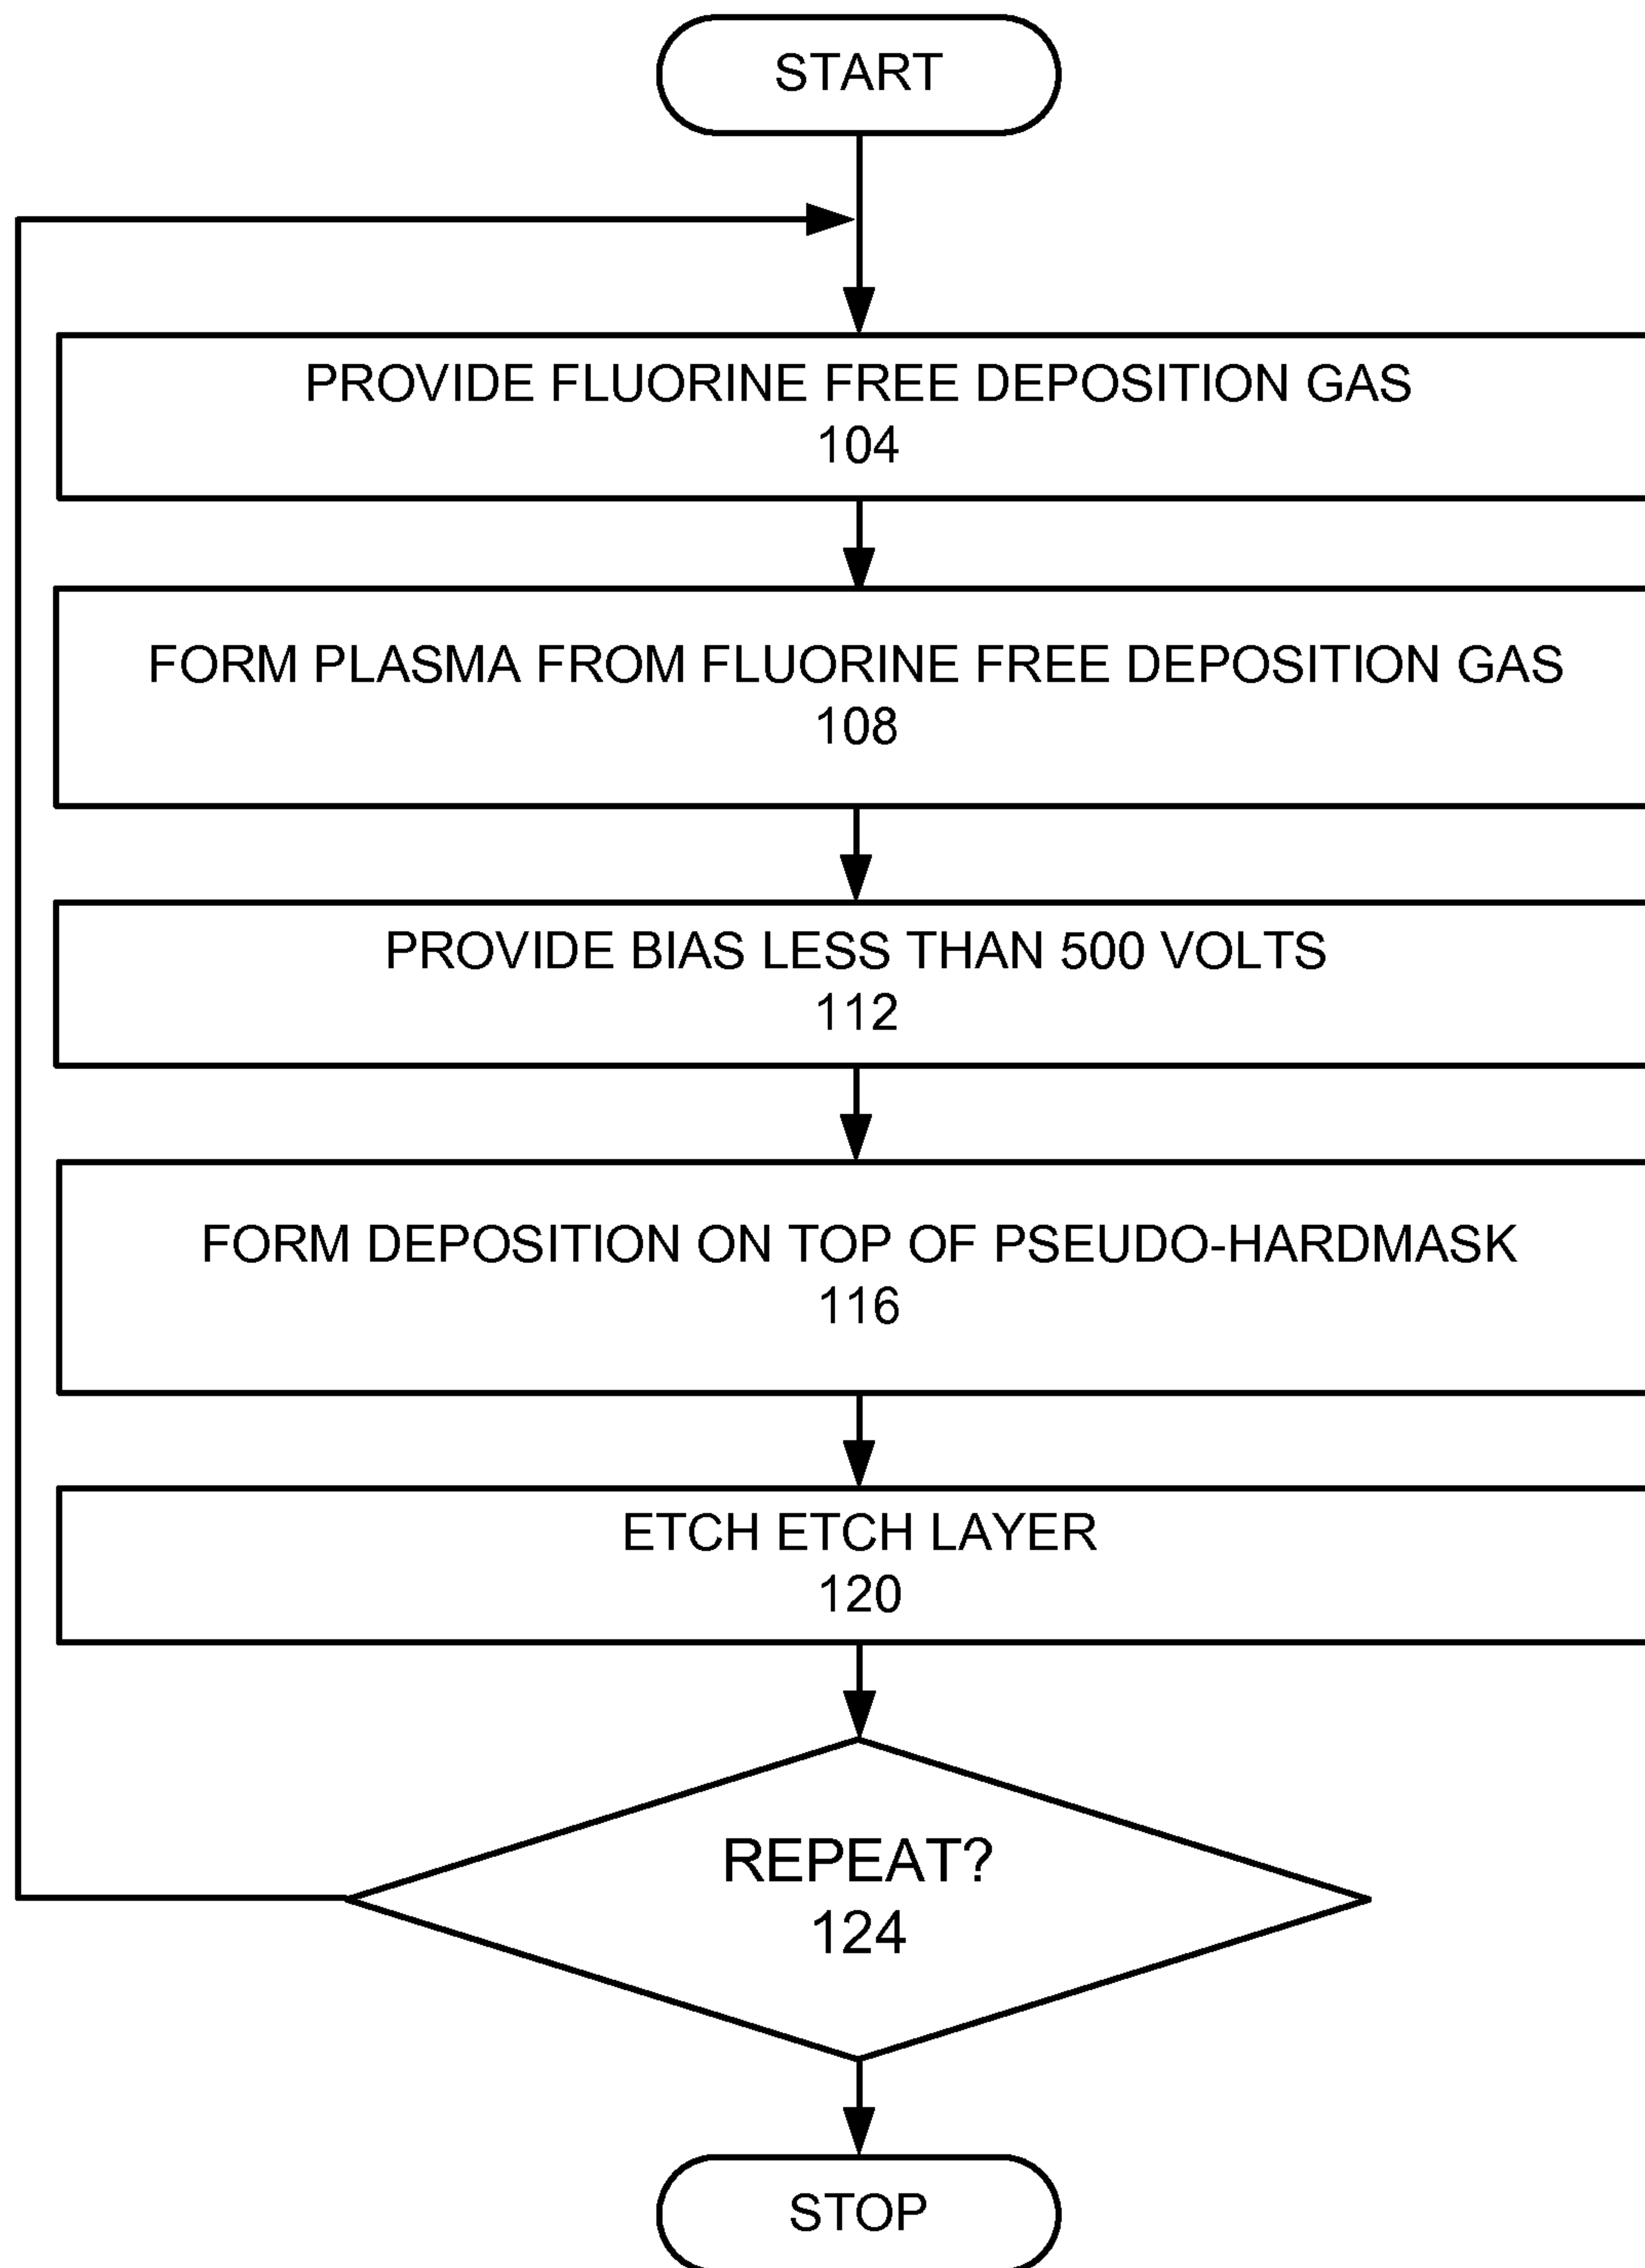 START
PROVIDE FLUORINE FREE DEPOSITION GAS
104
FORM PLASMA FROM FLUORINE FREE DEPOSITION GAS
108
PROVIDE BIAS LESS THAN 500 VOLTS
112
FORM DEPOSITION ON TOP OF PSEUDO-HARDMASK
116
ETCH ETCH LAYER
120
REPEAT?
124
STOP